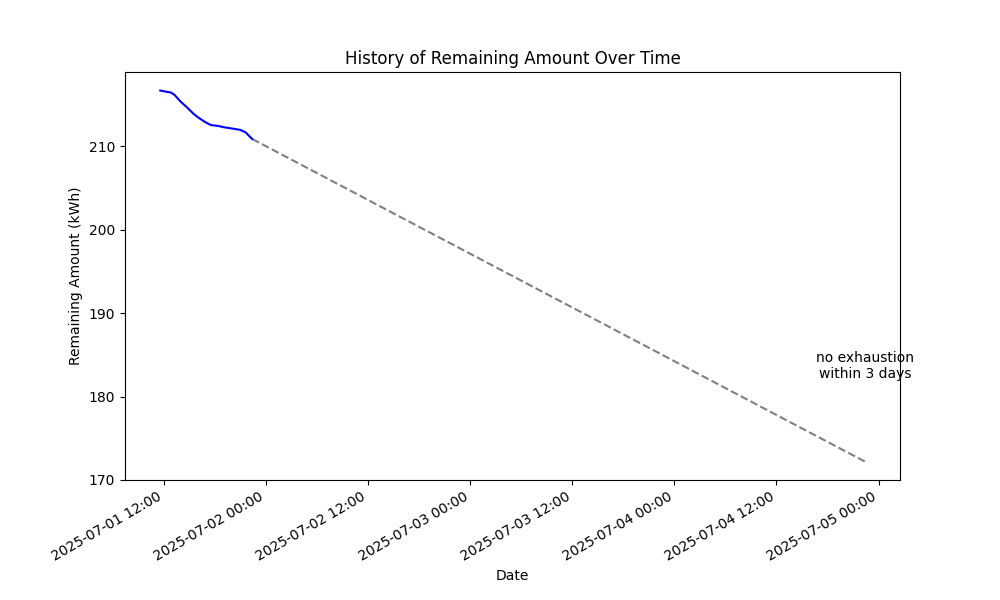 History of Remaining Amount Over Time
Remaining Amount (kWh)
210
200
190
180
170
no exhaustion
within 3 days
2025-07-01 12:00
2025-07-02 00:00
2025-07-02 12:00
2025-07-03 00:00
2025-07-03 12:00
2025-07-04 00:00
2025-07-04 12:00
2025-07-05 00:00
Date